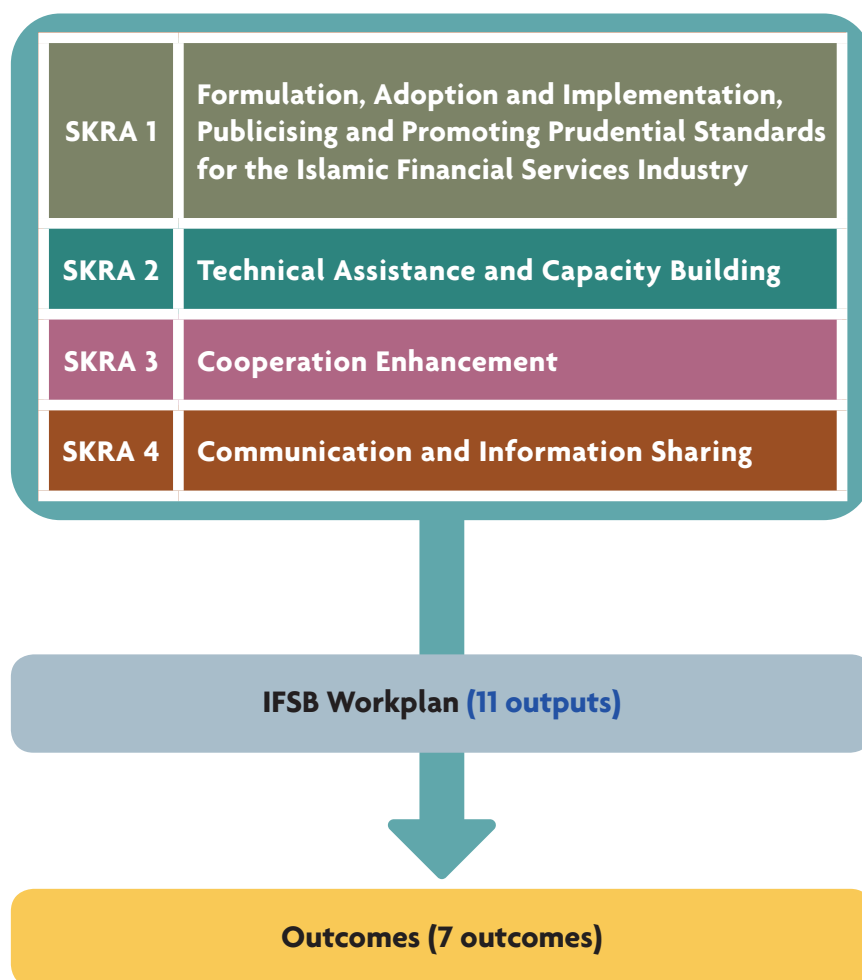 SKRA 1
Formulation, Adoption and Implementation,
Publicising and Promoting Prudential Standards
for the Islamic Financial Services Industry
SKRA 2
Technical Assistance and Capacity Building
SKRA 3
Cooperation Enhancement
SKRA 4
Communication and Information Sharing
IFSB Workplan (11 outputs)
Outcomes (7 outcomes)